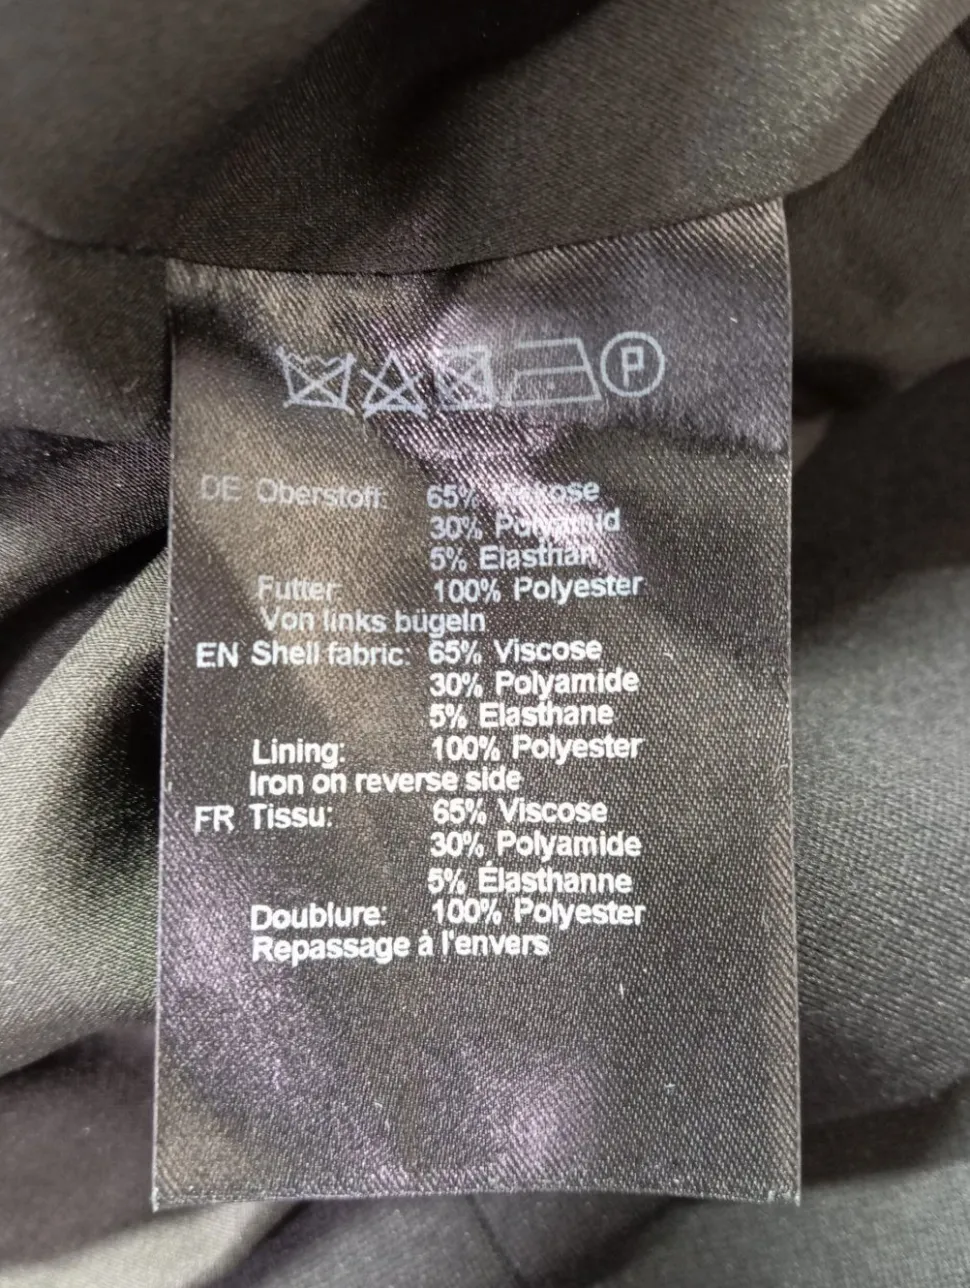 P
DE Oberstoff: 65% Viskose
30% Polyamid
5% Elasthan
Futter 100% Polyester
Von links bügeln
EN Shell fabric: 65% Viscose
30% Polyamide
5% Elasthane
Lining: 100% Polyester
Iron on reverse side
FR Tissu: 65% Viscose
30% Polyamide
5% Élasthanne
Doublure: 100% Polyester
Repassage à l'envers